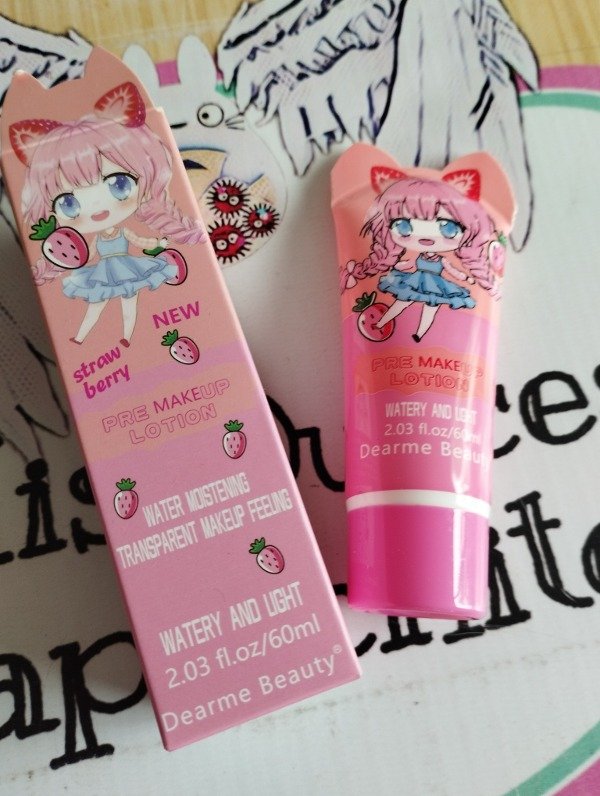 NEW
straw
berry
PRE MAKEUP
LOTION
WATER MOISTENING
TRANSPARENT MAKEUP FEELING
WATERY AND LIGHT
2.03 fl.oz/60ml
Dearme Beauty®
PRE MAKEUP
LOTION
WATERY AND LIGHT
2.03 fl.oz/60ml
Dearme Beauty